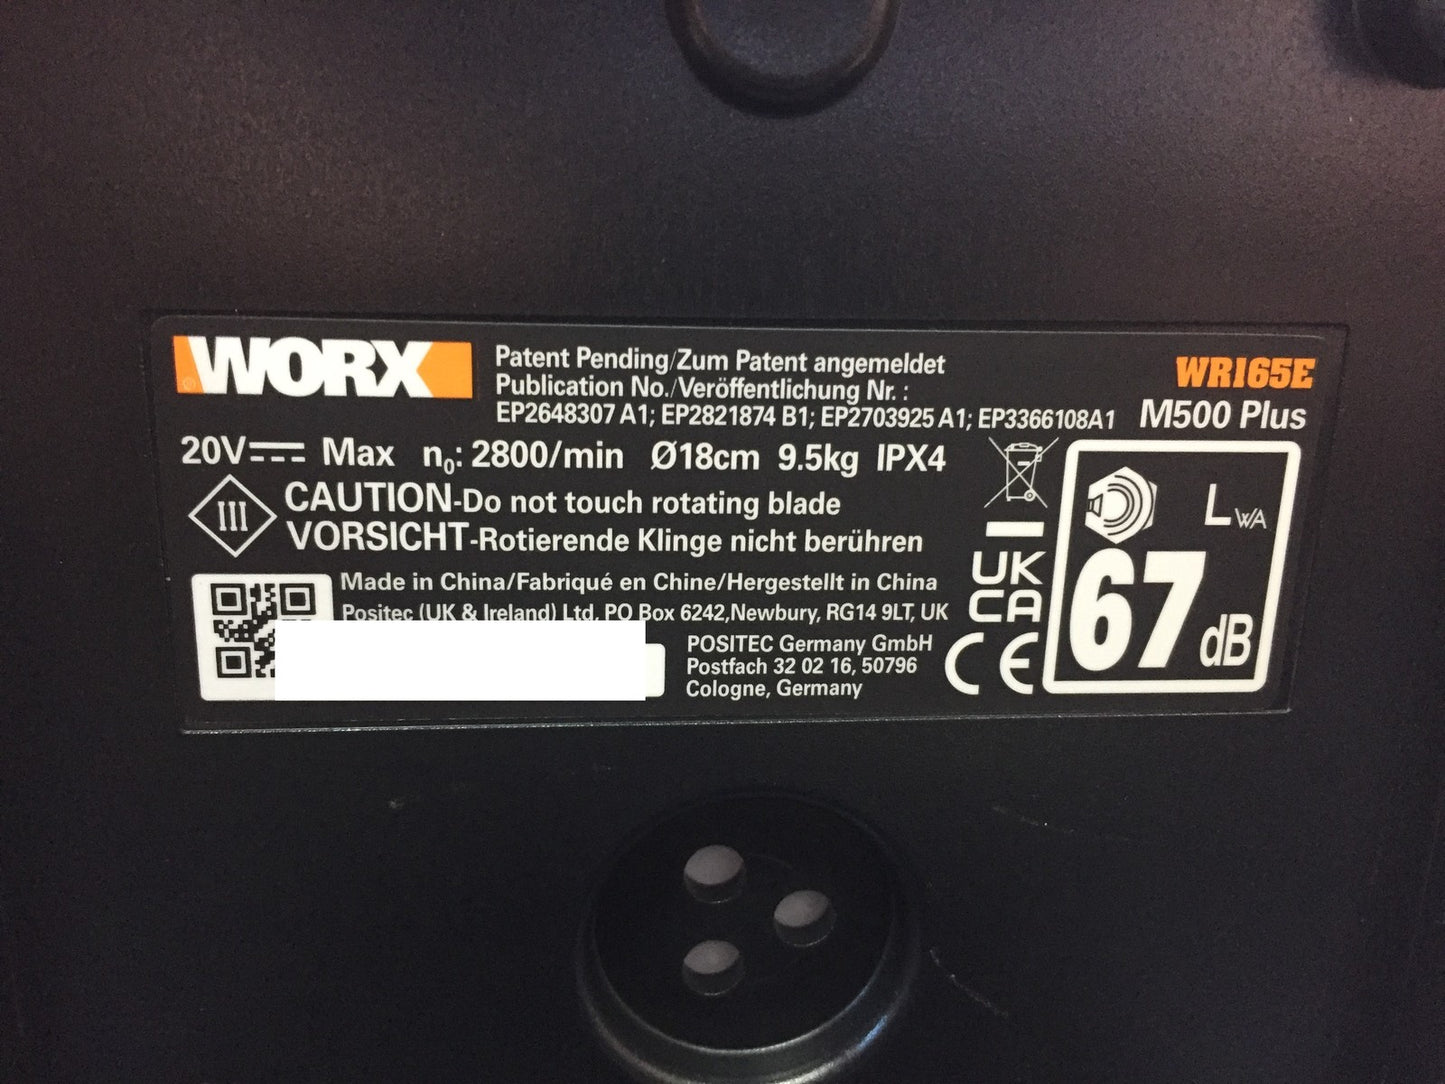 WORX
Patent Pending/Zum Patent angemeldet
Publication No./Veröffentlichung Nr. :
EP2648307 A1; EP2821874 B1; EP2703925 A1; EP3366108A1
WR165E
M500 Plus
20V Max n₀: 2800/min Ø18cm 9.5kg IPX4
III
CAUTION-Do not touch rotating blade
VORSICHT-Rotierende Klinge nicht berühren
Made in China/Fabriqué en Chine/Hergestellt in China
Positec (UK & Ireland) Ltd, PO Box 6242,Newbury, RG14 9LT, UK
POSITEC Germany GmbH
Postfach 32 02 16, 50796
Cologne, Germany
UK
CA
CE
LWA
67 dB